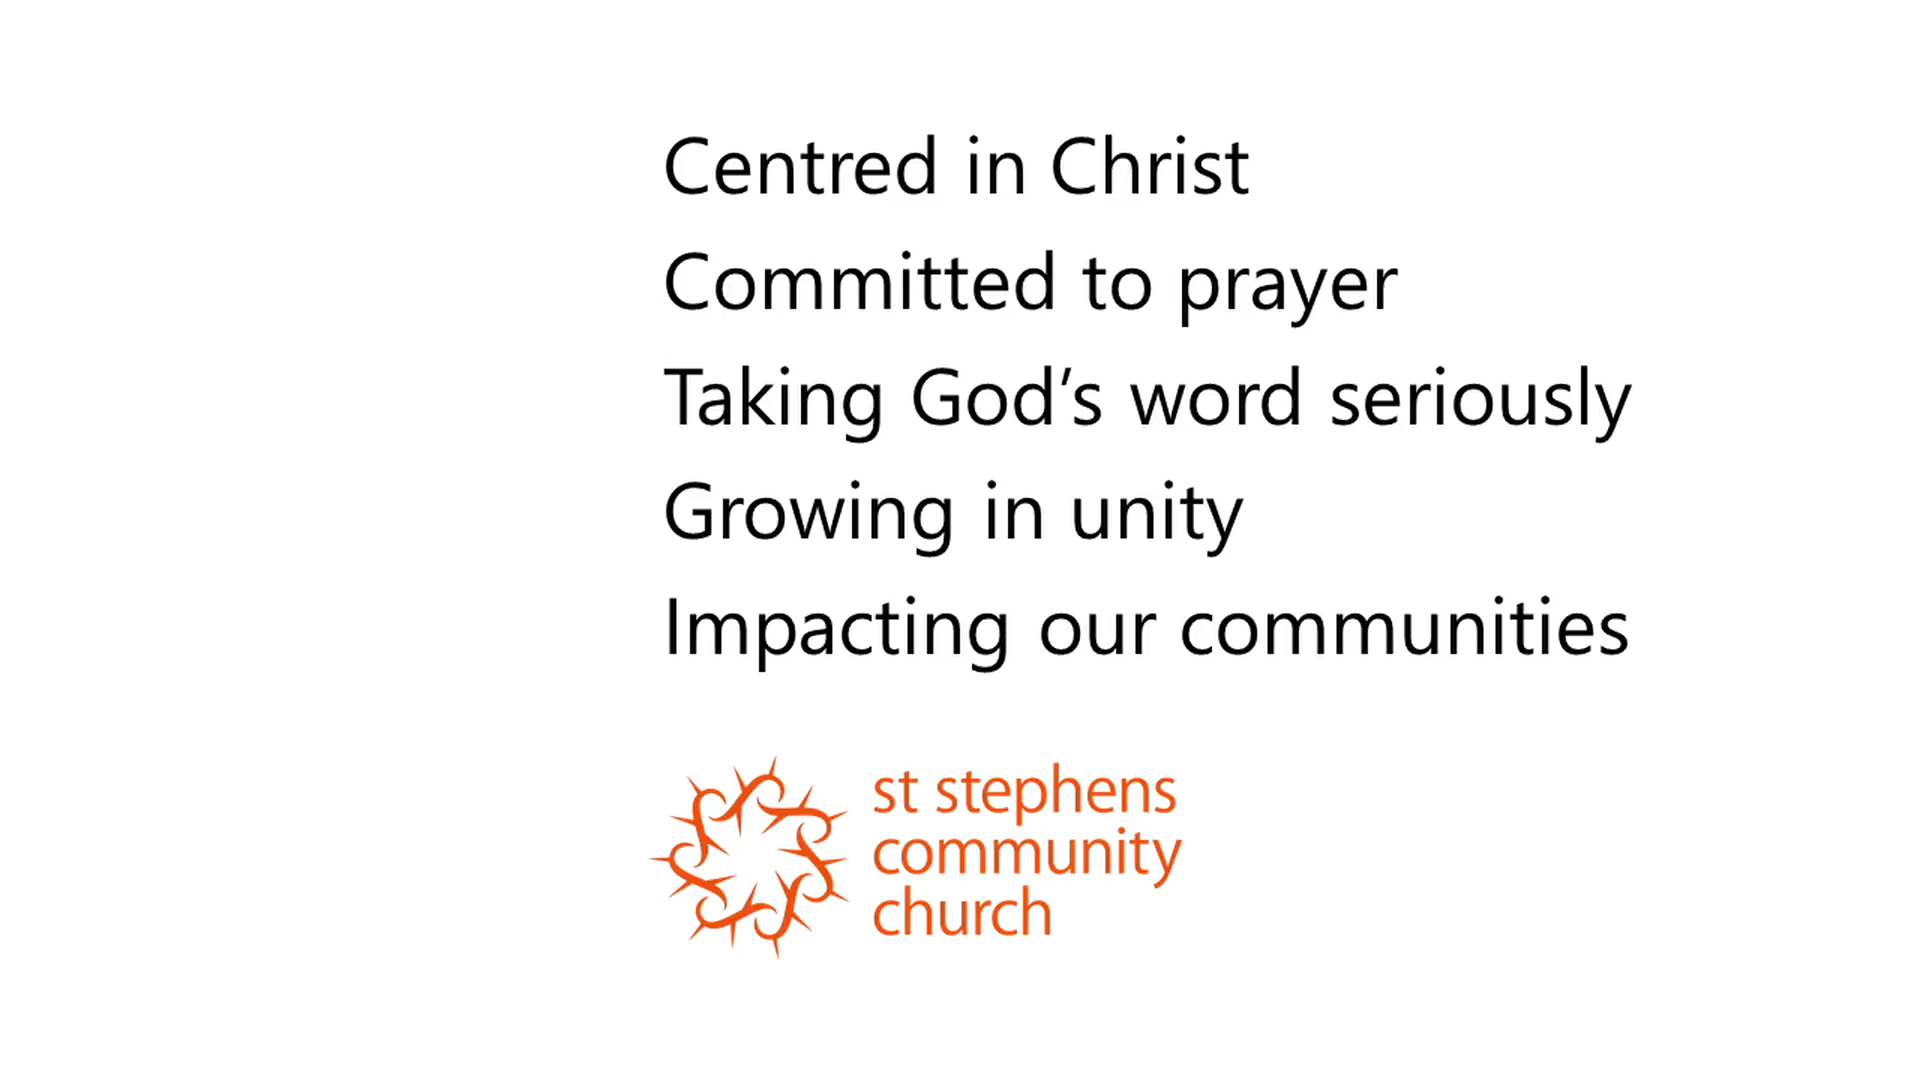 Centred in Christ
Committed to prayer
Taking God’s word seriously
Growing in unity
Impacting our communities
st stephens
community
church